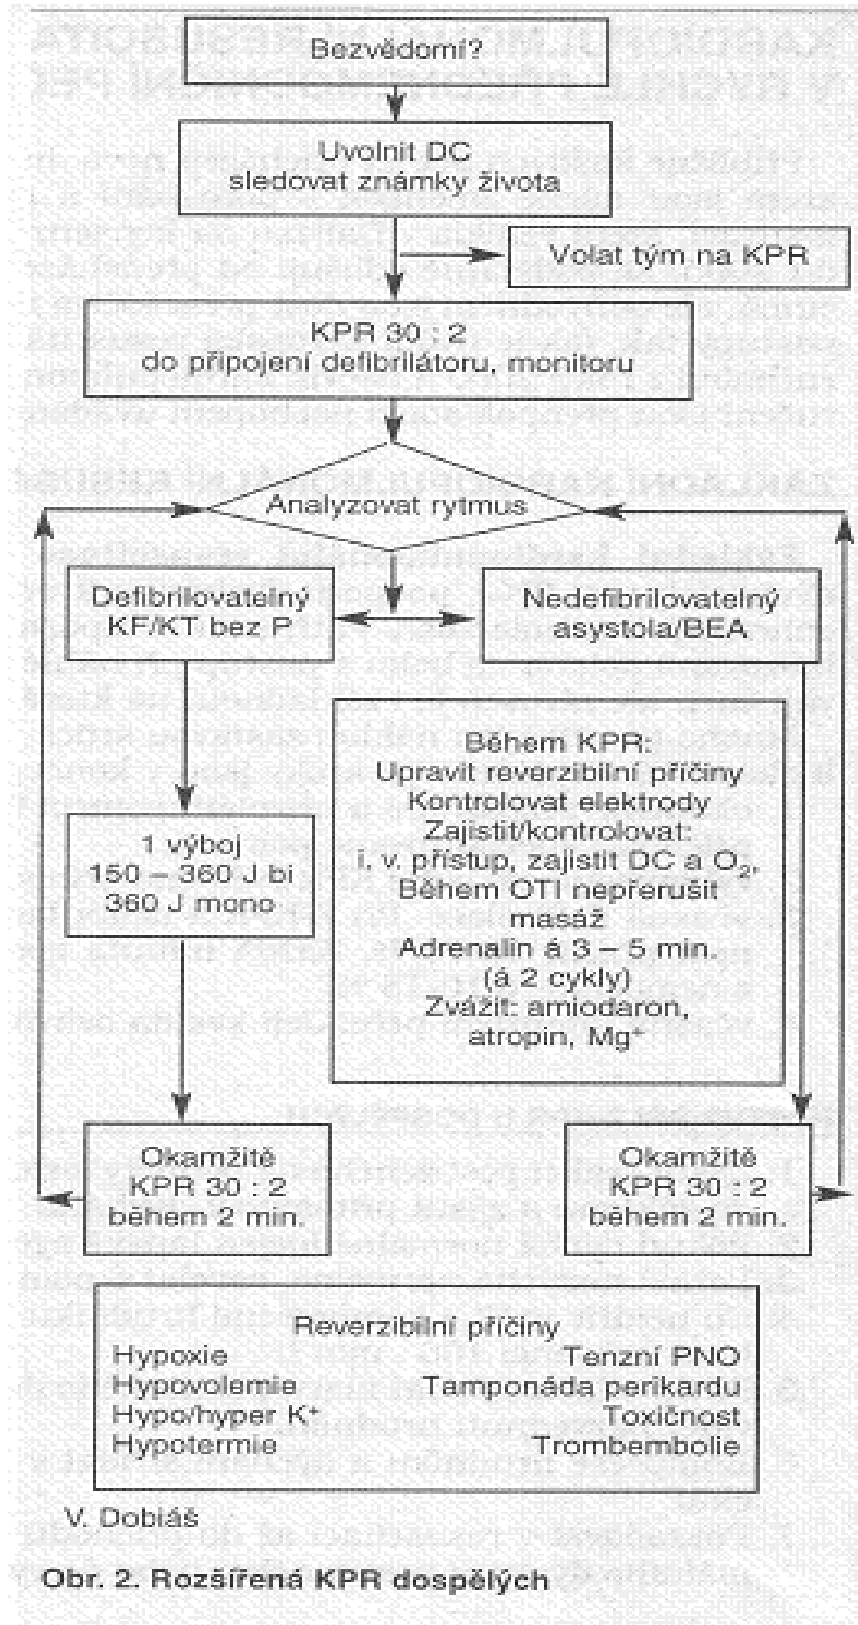 Bezvědomí?
Uvolnit DC
sledovat známky života
Volat tým na KPR
KPR 30 : 2
do připojení defibrilátoru, monitoru
Analyzovat rytmus
Defibrilovatelný
KF/KT bez P
Nedefibrilovatelný
asystola/BEA
Během KPR:
Upravit reverzibilní příčiny
Kontrolovat elektrody
Zajistit/kontrolovat:
i. v. přístup, zajistit DC a O₂,
Během OTI nepřerušit
masáž
Adrenalin á 3 – 5 min.
(á 2 cykly)
Zvážit: amiodaron,
atropin, Mg⁺
1 výboj
150 – 360 J bi
360 J mono
Okamžitě
KPR 30 : 2
během 2 min.
Okamžitě
KPR 30 : 2
během 2 min.
Reverzibilní příčiny
Hypoxie Tenzní PNO
Hypovolemie Tamponáda perikardu
Hypo/hyper K⁺ Toxičnost
Hypotermie Trombembolie
V. Dobiáš
Obr. 2. Rozšířená KPR dospělých